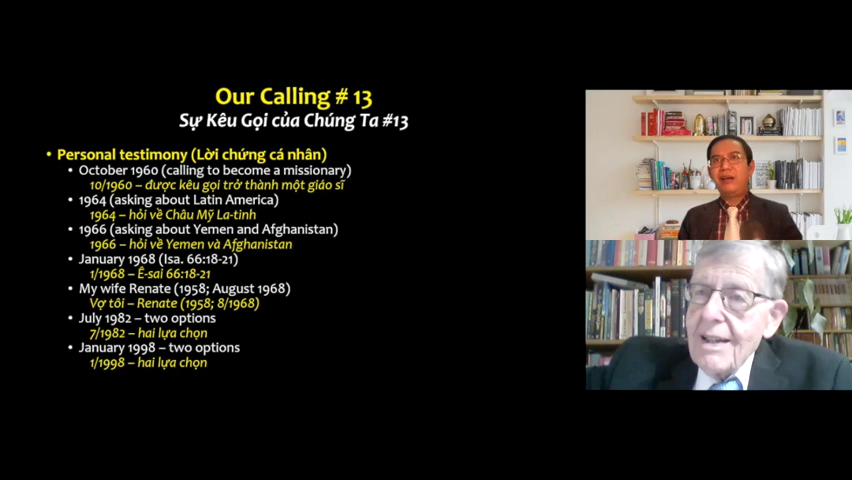 Our Calling # 13
Sự Kêu Gọi của Chúng Ta #13
• Personal testimony (Lời chứng cá nhân)
• October 1960 (calling to become a missionary)
10/1960 – được kêu gọi trở thành một giáo sĩ
• 1964 (asking about Latin America)
1964 – hỏi về Châu Mỹ La-tinh
• 1966 (asking about Yemen and Afghanistan)
1966 – hỏi về Yemen và Afghanistan
• January 1968 (Isa. 66:18-21)
1/1968 – Ê-sai 66:18-21
• My wife Renate (1958; August 1968)
Vợ tôi – Renate (1958; 8/1968)
• July 1982 – two options
7/1982 – hai lựa chọn
• January 1998 – two options
1/1998 – hai lựa chọn